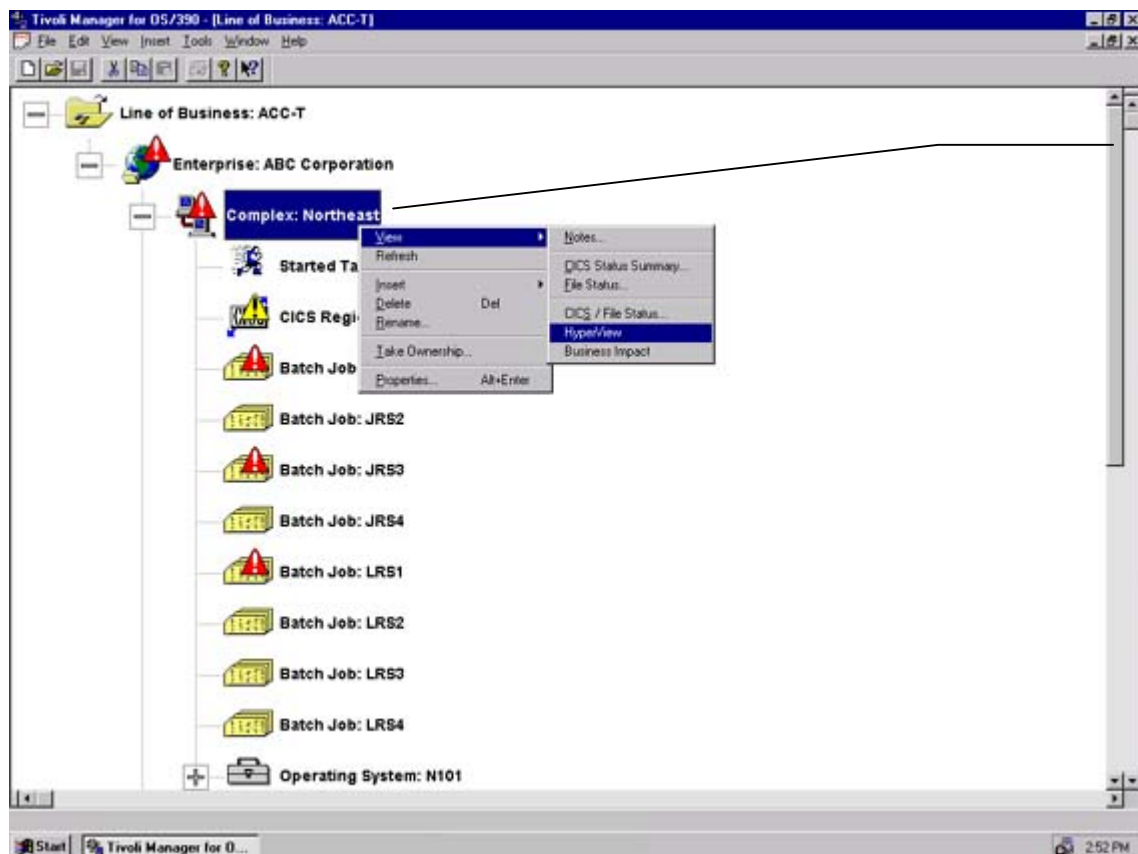 Tivoli Manager for OS/390 - [Line of Business: ACC-T]
File Edit View Insert Tools Window Help
Line of Business: ACC-T
Enterprise: ABC Corporation
Complex: Northeast
View
Notes...
Refresh
CICS Status Summary...
File Status...
Insert
Delete Del
Rename...
CICS / File Status...
HyperView
Business Impact
Take Ownership...
Properties... Alt+Enter
Started Ta
CICS Regi
Batch Job
Batch Job: JRS2
Batch Job: JRS3
Batch Job: JRS4
Batch Job: LRS1
Batch Job: LRS2
Batch Job: LRS3
Batch Job: LRS4
Operating System: N101
Start Tivoli Manager for O... 2:52 PM